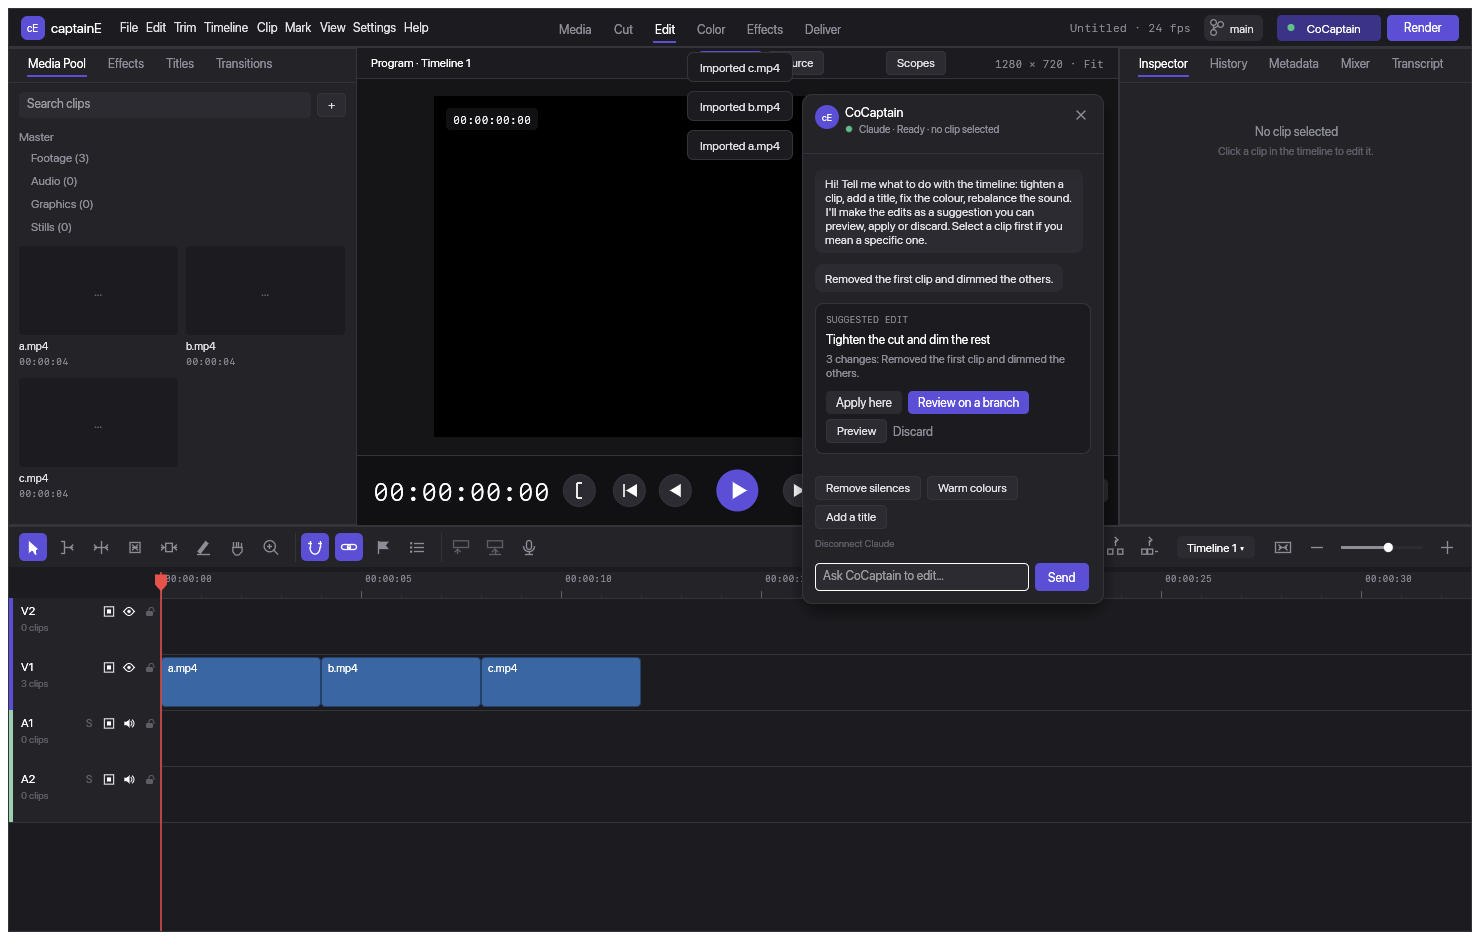 cE captainE File Edit Trim Timeline Clip Mark View Settings Help
Media Cut Edit Color Effects Deliver
Untitled · 24 fps main CoCaptain Render
Media Pool Effects Titles Transitions
Search clips +
Master
Footage (3)
Audio (0)
Graphics (0)
Stills (0)
...
...
a.mp4
00:00:04
b.mp4
00:00:04
...
c.mp4
00:00:04
Program · Timeline 1
Scopes 1280 × 720 · Fit
Imported c.mp4
Imported b.mp4
Imported a.mp4
00:00:00:00
00:00:00:00
cE CoCaptain
Claude · Ready · no clip selected
Hi! Tell me what to do with the timeline: tighten a
clip, add a title, fix the colour, rebalance the sound.
I'll make the edits as a suggestion you can
preview, apply or discard. Select a clip first if you
mean a specific one.
Removed the first clip and dimmed the others.
SUGGESTED EDIT
Tighten the cut and dim the rest
3 changes: Removed the first clip and dimmed the
others.
Apply here Review on a branch
Preview Discard
Remove silences Warm colours
Add a title
Disconnect Claude
Ask CoCaptain to edit... Send
Inspector History Metadata Mixer Transcript
No clip selected
Click a clip in the timeline to edit it.
Timeline 1
00:00:05 00:00:10 00:00:25 00:00:30
V2
0 clips
V1
3 clips
a.mp4 b.mp4 c.mp4
A1 S
0 clips
A2 S
0 clips